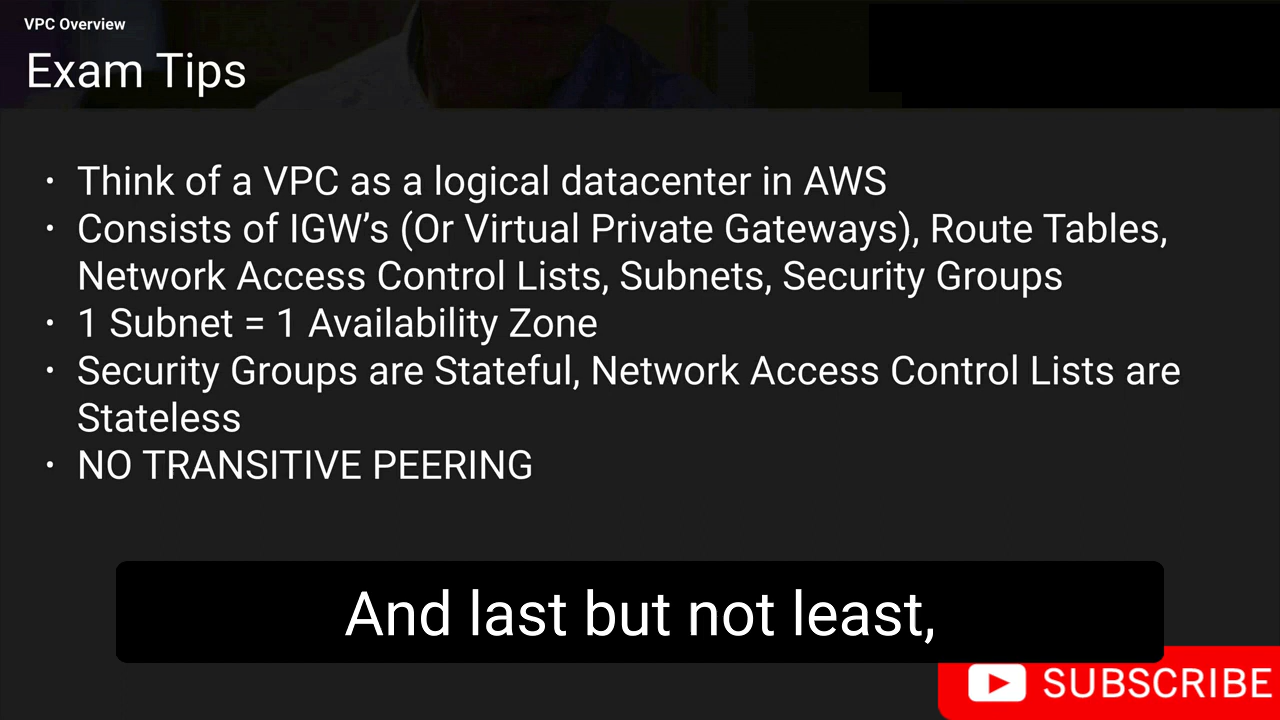 VPC Overview
Exam Tips
• Think of a VPC as a logical datacenter in AWS
• Consists of IGW’s (Or Virtual Private Gateways), Route Tables,
Network Access Control Lists, Subnets, Security Groups
• 1 Subnet = 1 Availability Zone
• Security Groups are Stateful, Network Access Control Lists are
Stateless
• NO TRANSITIVE PEERING
And last but not least,
SUBSCRIBE